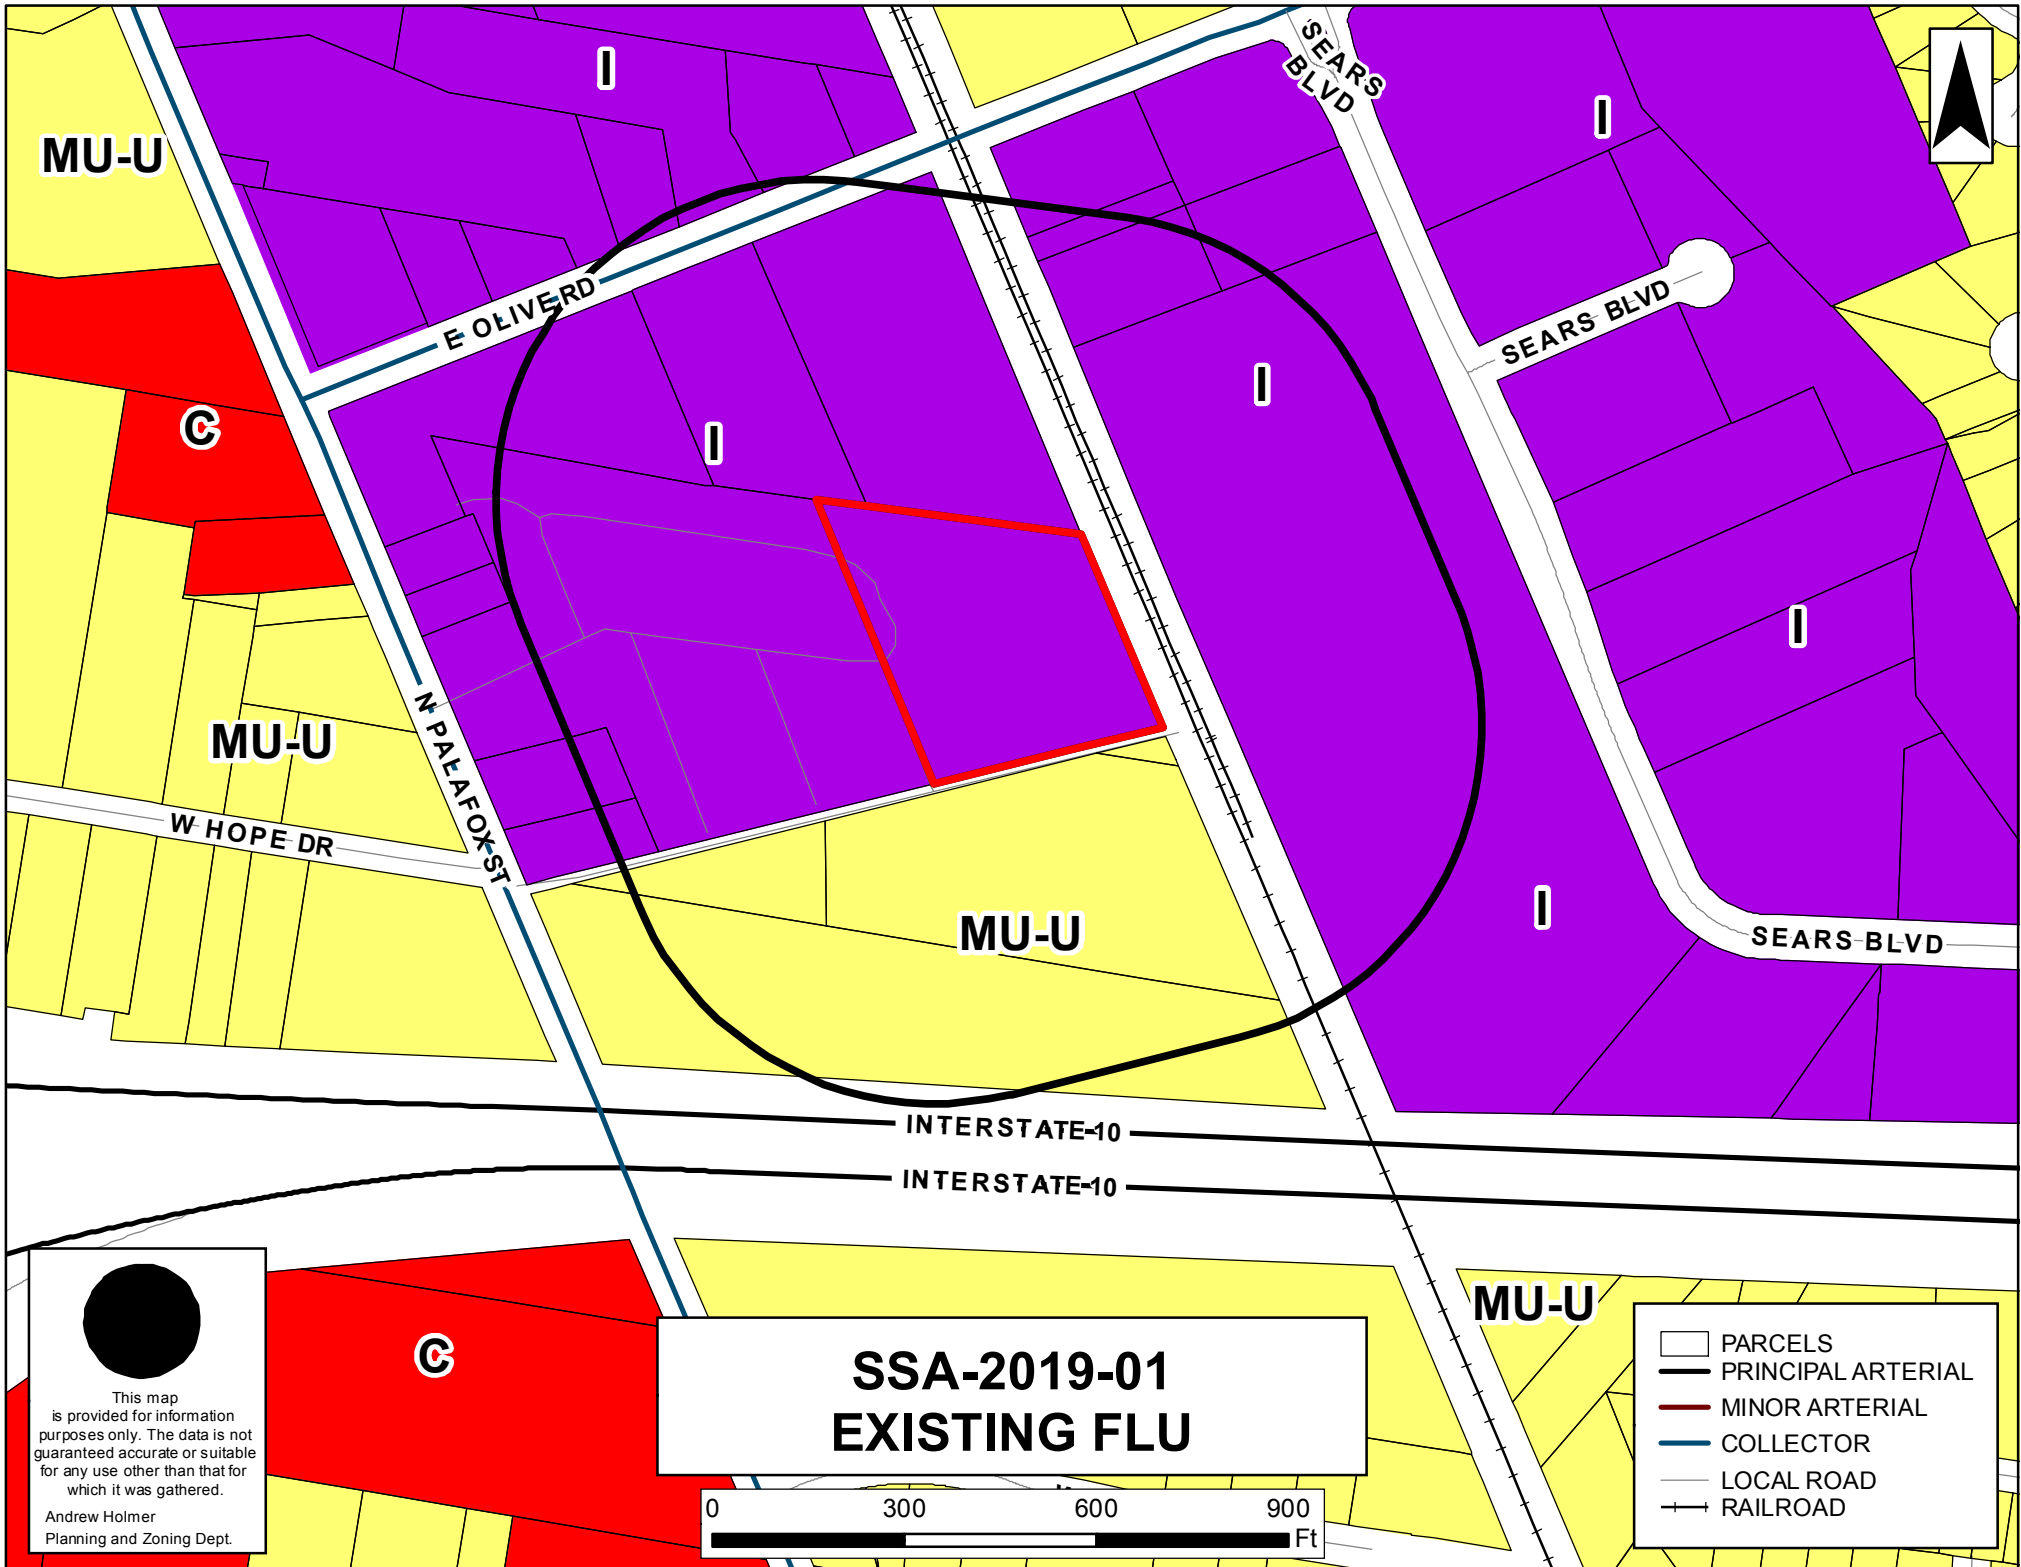 SEARS
BLVD
I
I
MU-U
SEARS BLVD
E OLIVE RD
I
C
I
I
N PALAFOX ST
MU-U
W HOPE DR
I
MU-U
SEARS BLVD
INTERSTATE 10
INTERSTATE 10
MU-U
C
This map
is provided for information
purposes only. The data is not
guaranteed accurate or suitable
for any use other than that for
which it was gathered.
Andrew Holmer
Planning and Zoning Dept.
SSA-2019-01
EXISTING FLU
PARCELS
PRINCIPAL ARTERIAL
MINOR ARTERIAL
COLLECTOR
LOCAL ROAD
RAILROAD
0 300 600 900
Ft